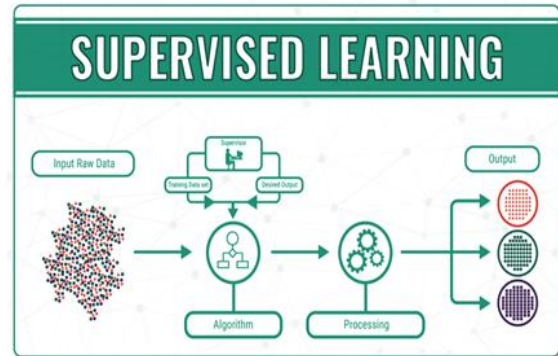 SUPERVISED LEARNING
Input Raw Data
Supervisor
Training Data set
Desired Output
Algorithm
Processing
Output